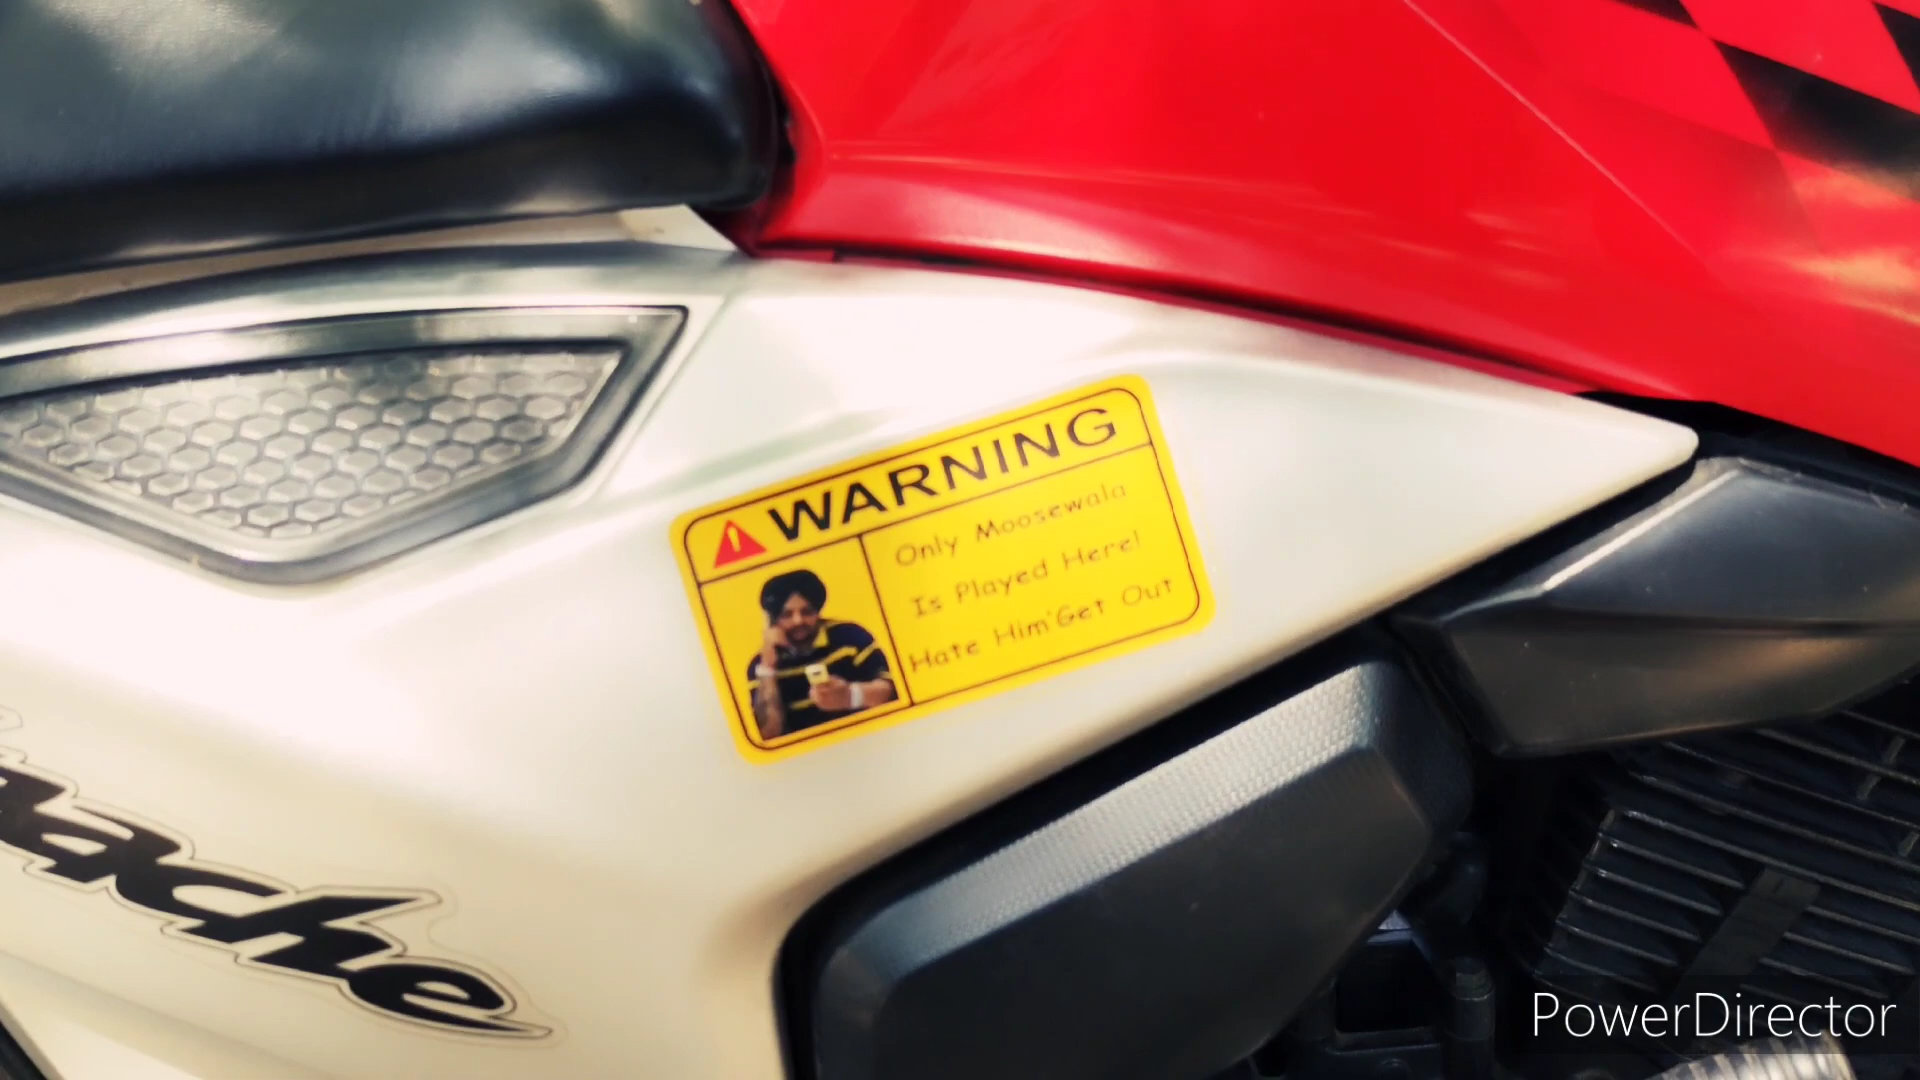 WARNING
Only Moosewala
Is Played Here!
Hate Him'Get Out
ache
PowerDirector